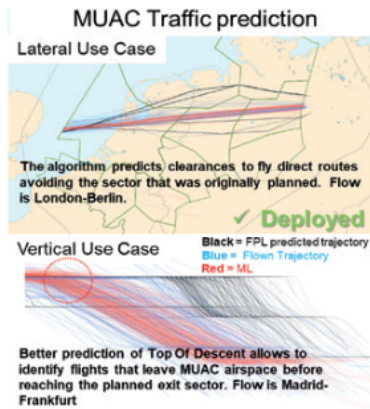 MUAC Traffic prediction
Lateral Use Case
The algorithm predicts clearances to fly direct routes
avoiding the sector that was originally planned. Flow
is London-Berlin.
✓ Deployed
Vertical Use Case
Black = FPL predicted trajectory
Blue = Flown Trajectory
Red = ML
Better prediction of Top Of Descent allows to
identify flights that leave MUAC airspace before
reaching the planned exit sector. Flow is Madrid-
Frankfurt